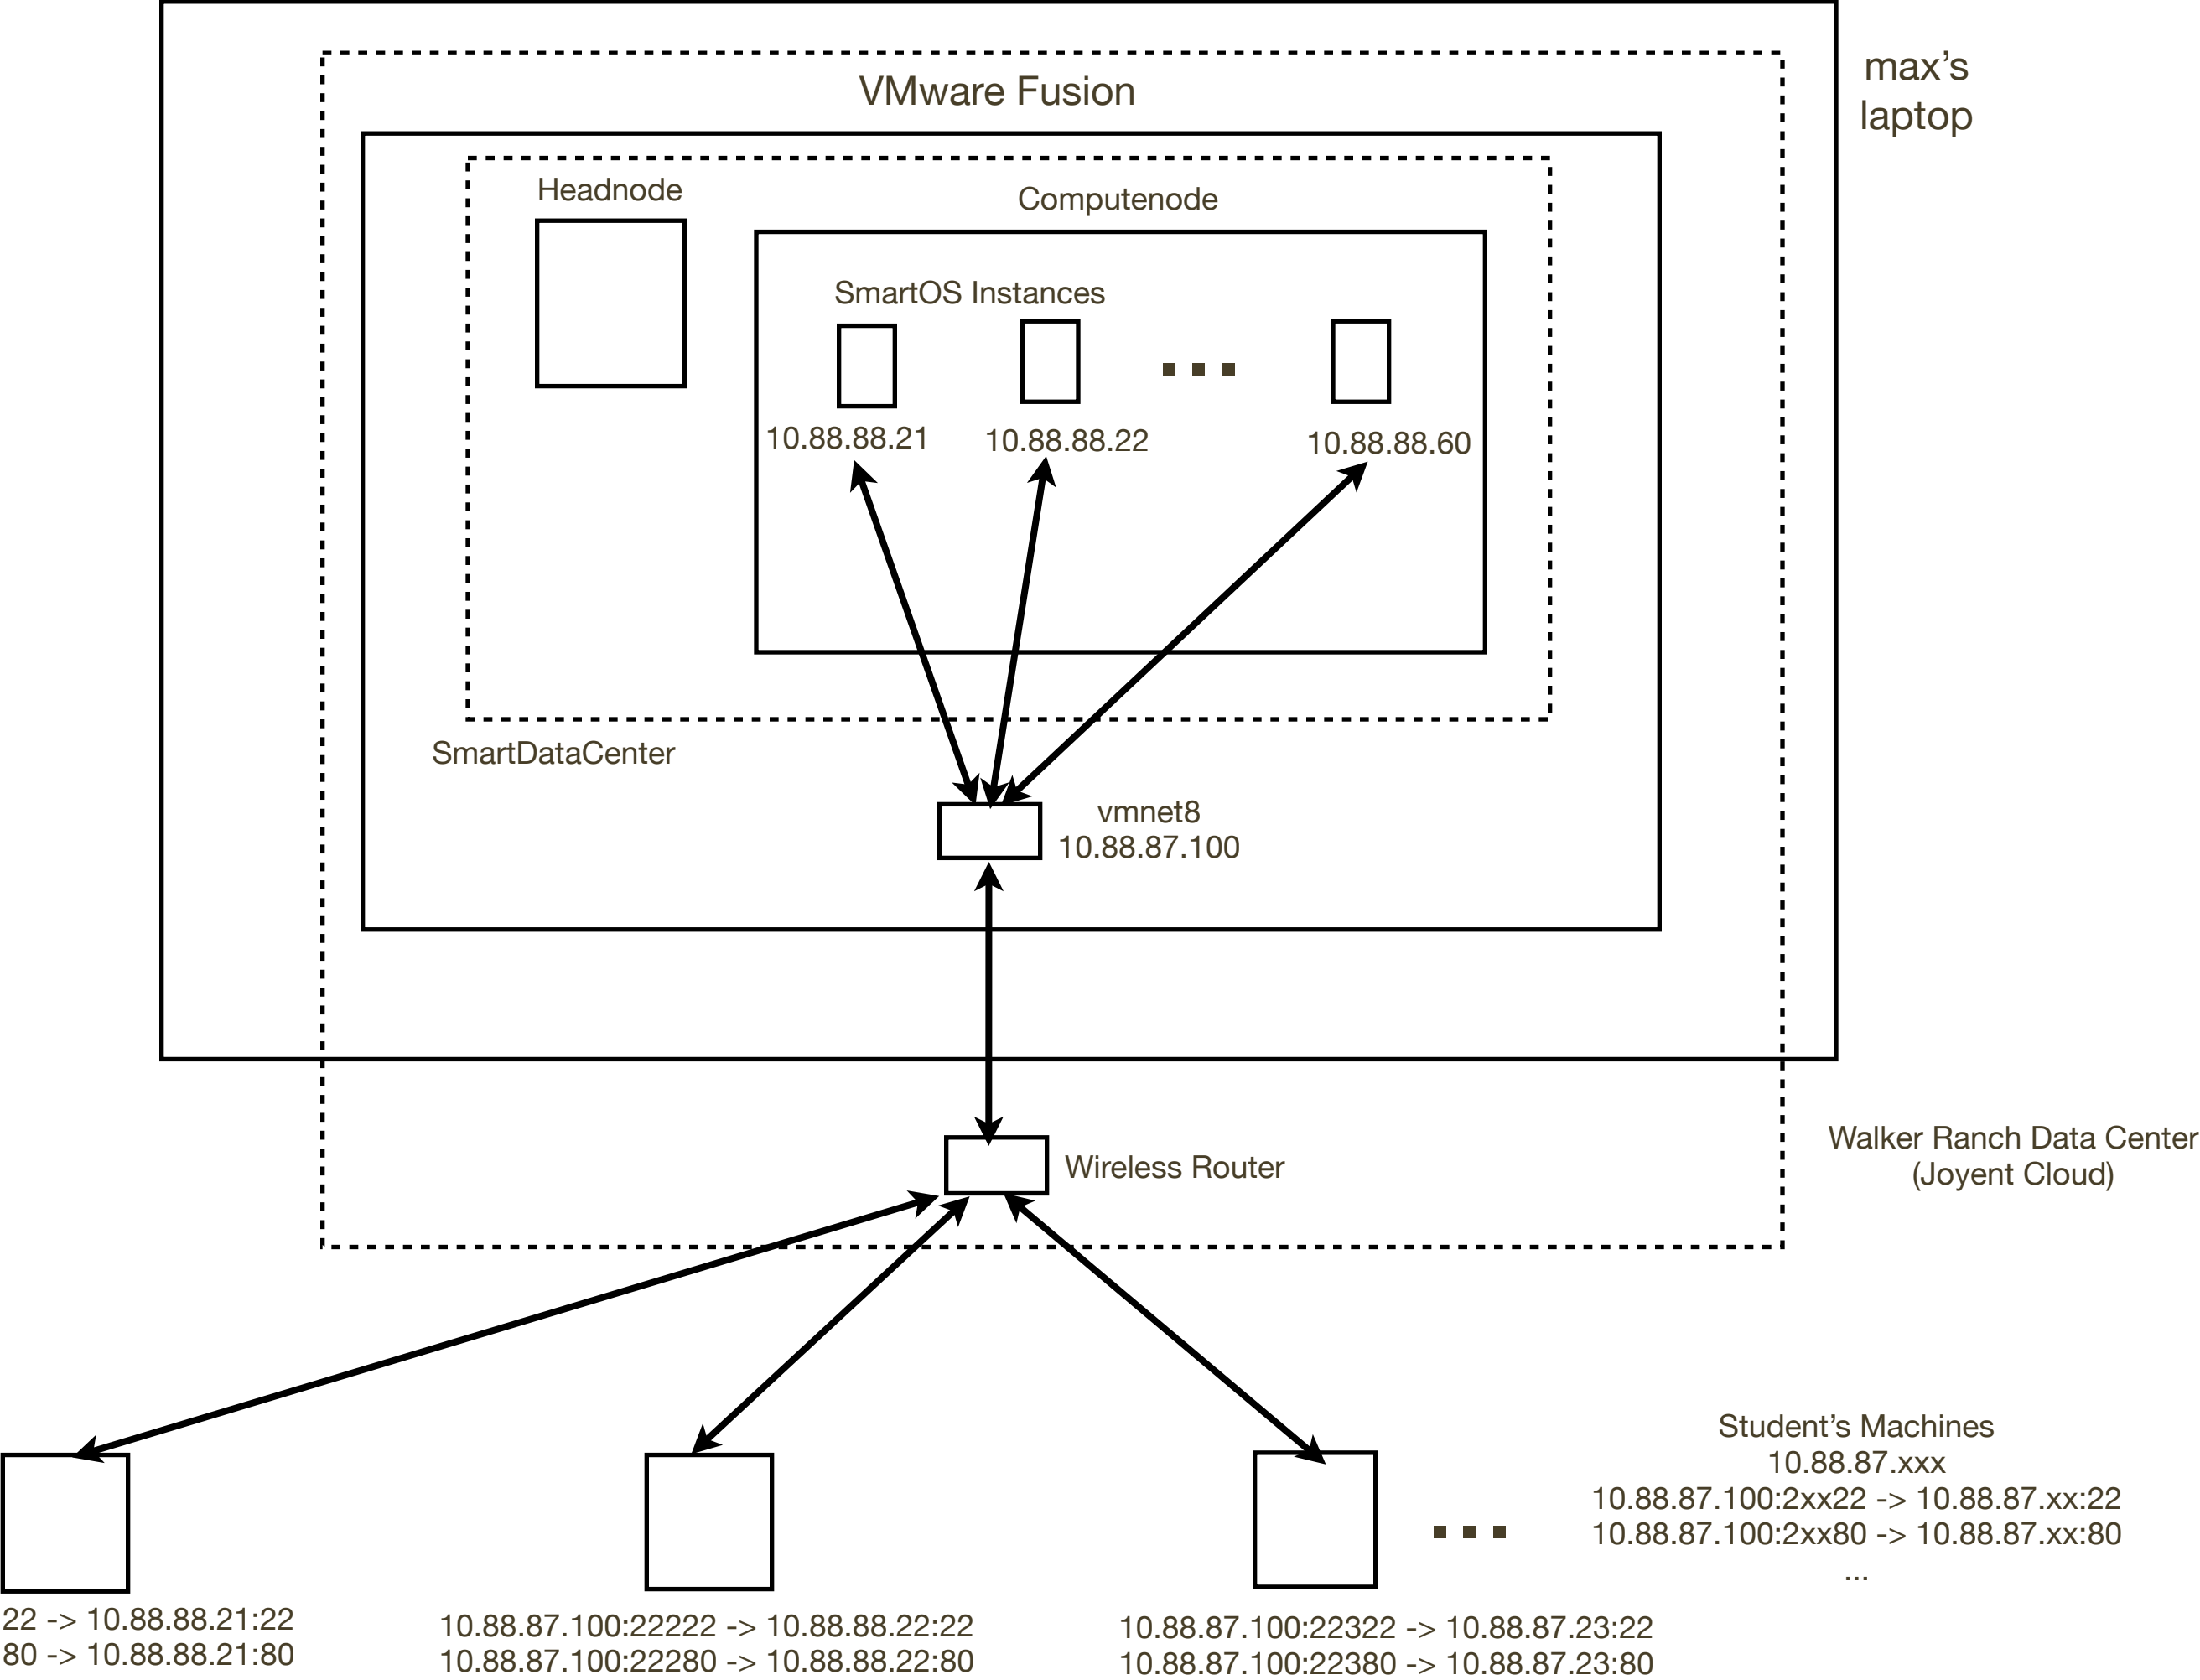 max’s
laptop
VMware Fusion
Headnode
Computenode
SmartOS Instances
10.88.88.21
10.88.88.22
10.88.88.60
SmartDataCenter
vmnet8
10.88.87.100
Wireless Router
Walker Ranch Data Center
(Joyent Cloud)
Student’s Machines
10.88.87.xxx
10.88.87.100:2xx22 -> 10.88.87.xx:22
10.88.87.100:2xx80 -> 10.88.87.xx:80
...
22 -> 10.88.88.21:22
80 -> 10.88.88.21:80
10.88.87.100:22222 -> 10.88.88.22:22
10.88.87.100:22280 -> 10.88.88.22:80
10.88.87.100:22322 -> 10.88.87.23:22
10.88.87.100:22380 -> 10.88.87.23:80